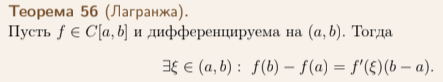 Теорема 56 (Лагранжа).
Пусть f ∈ C[a, b] и дифференцируема на (a, b). Тогда
∃ξ ∈ (a, b) : f(b) − f(a) = f′(ξ)(b − a).